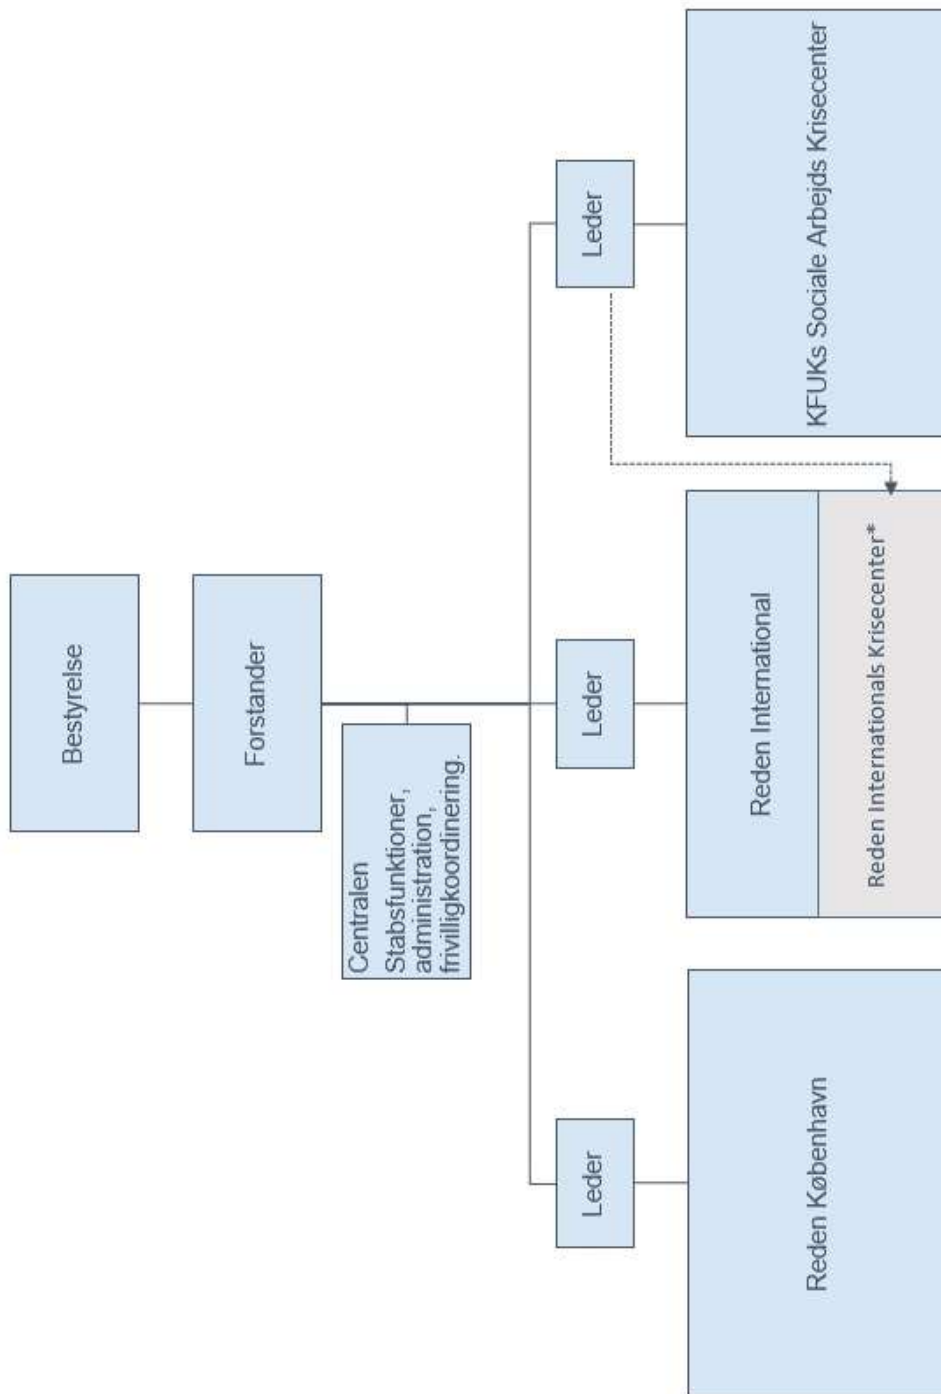 Bestyrelse
Forstander
Centralen
Stabsfunktioner,
administration,
frivilligkoordinering.
Leder
Leder
Leder
Reden København
Reden International
Reden Internationals Krisecenter*
KFUKs Sociale Arbejds Krisecenter